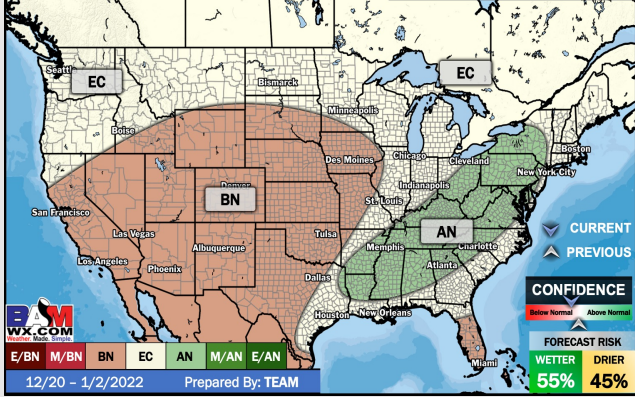 Seattl
EC
EC
Bismarck
Minneapolis
Boise
Boston
Des Moines
Chicago
Cleveland
New York City
Denver
BN
Indianapolis
St. Louis
San Francisco
AN
CURRENT
Las Vegas
Tulsa
Memphis
Charlotte
PREVIOUS
Los Angeles
Albuquerque
Atlanta
Phoenix
Dallas
CONFIDENCE
Below Normal
Above Normal
BAM
WX.COM
Weather. Made. Simple.
Houston
New Orleans
FORECAST RISK
E/BN M/BN BN EC AN M/AN E/AN
Miami
WETTER
DRIER
55%
45%
12/20 - 1/2/2022 Prepared By: TEAM